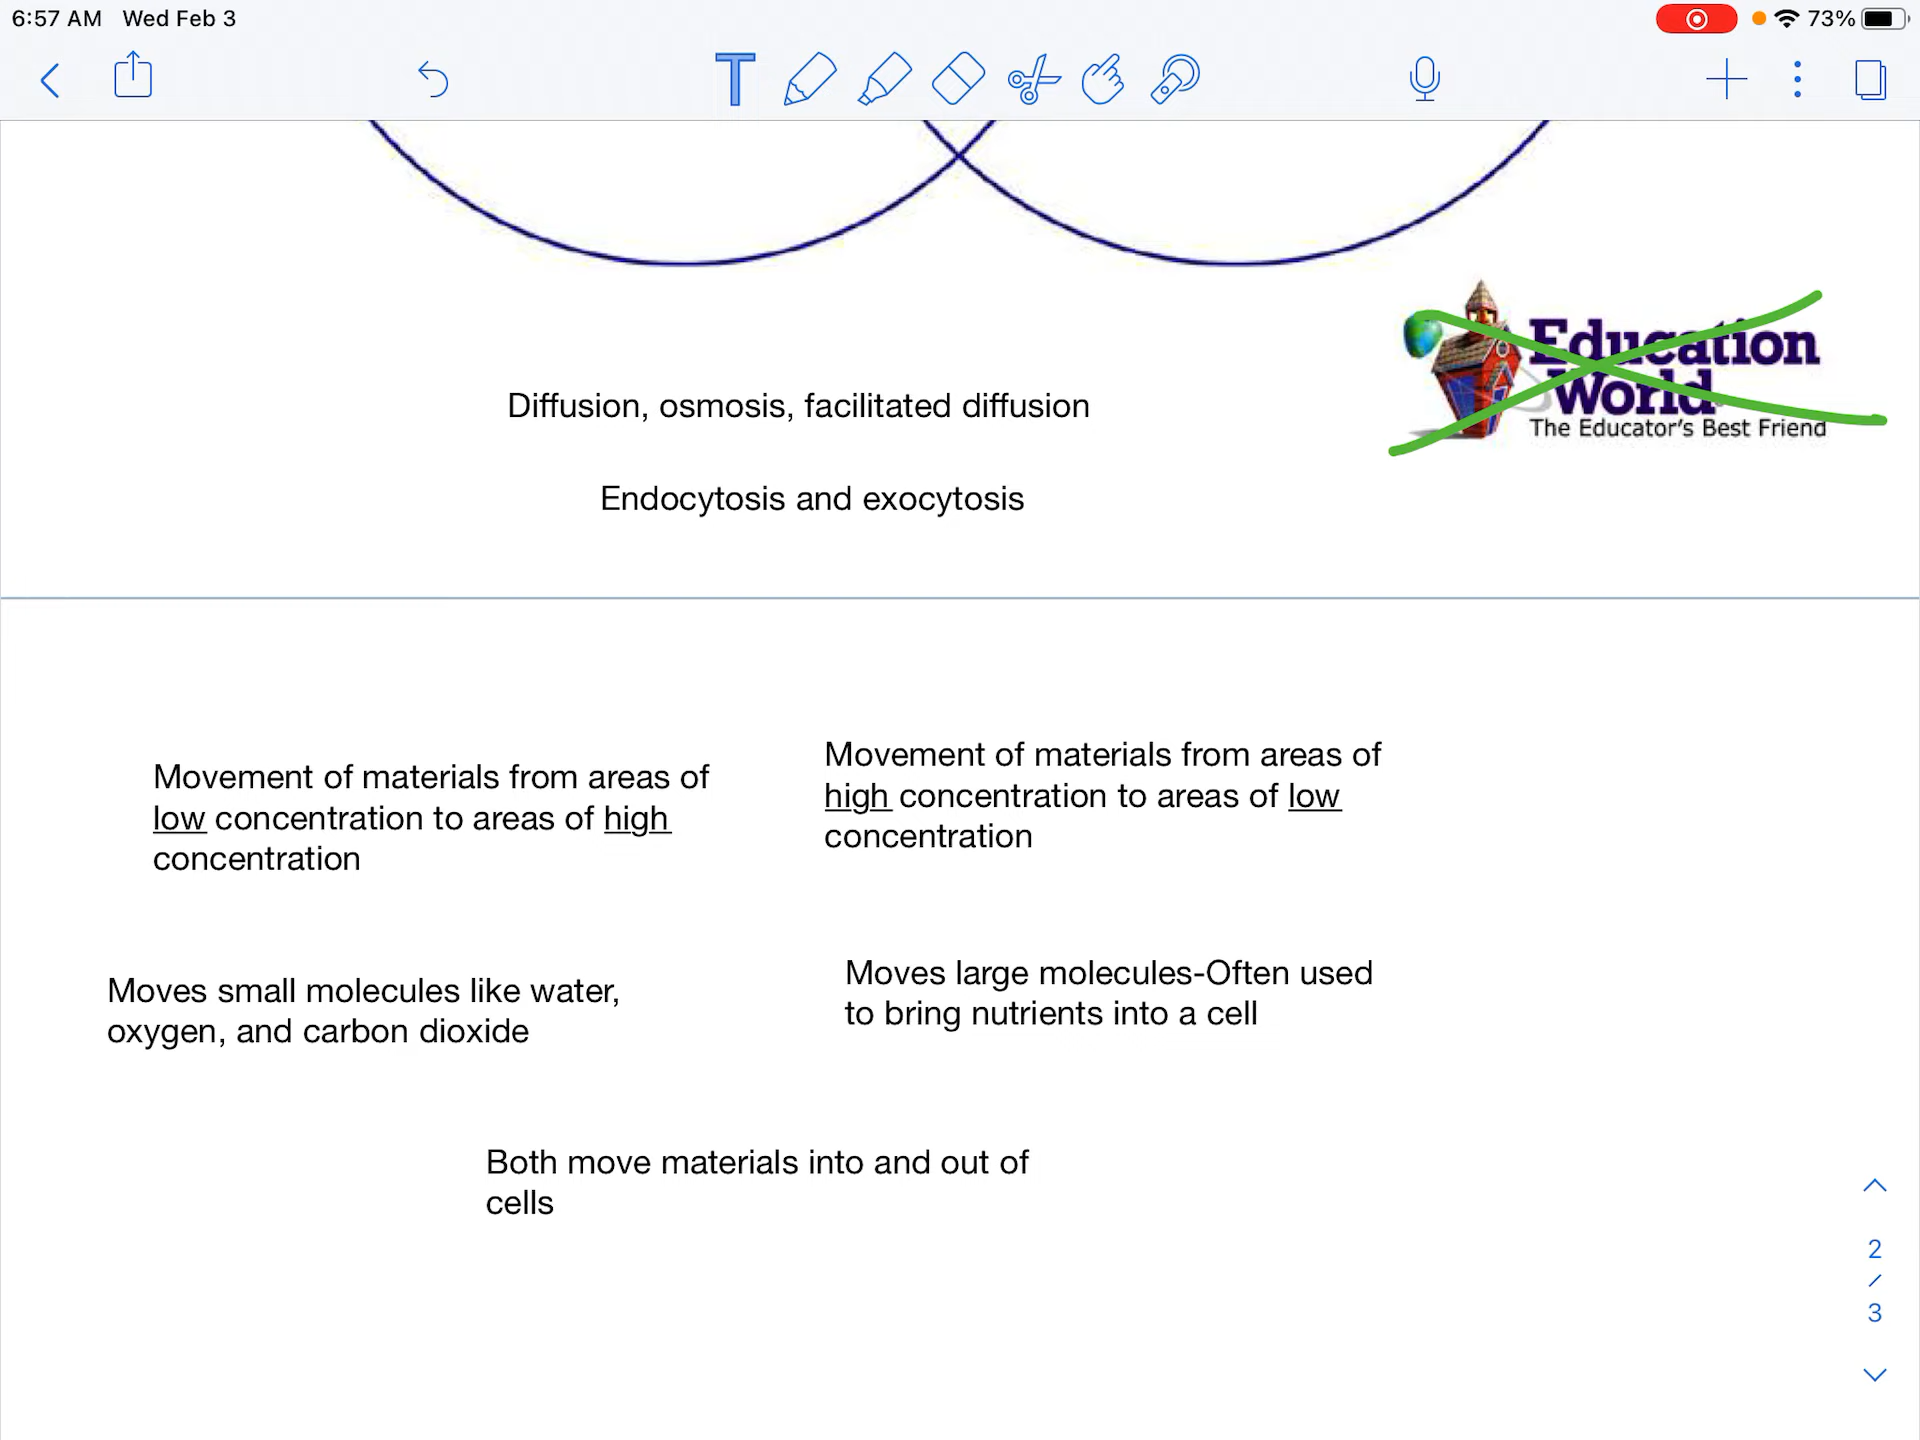 6:57 AM Wed Feb 3
73%
T
Education
World
The Educator's Best Friend
Diffusion, osmosis, facilitated diffusion
Endocytosis and exocytosis
Movement of materials from areas of
low concentration to areas of high
concentration
Movement of materials from areas of
high concentration to areas of low
concentration
Moves small molecules like water,
oxygen, and carbon dioxide
Moves large molecules-Often used
to bring nutrients into a cell
Both move materials into and out of
cells
2
/
3